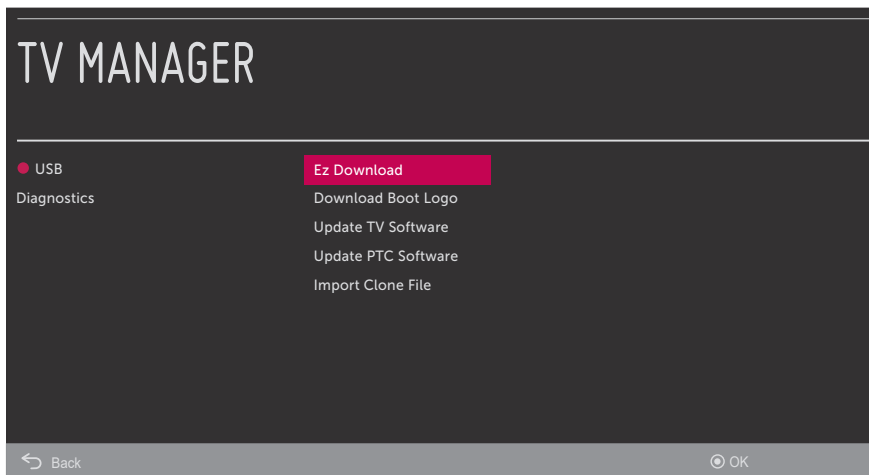 TV MANAGER
USB
Diagnostics
Ez Download
Download Boot Logo
Update TV Software
Update PTC Software
Import Clone File
Back
OK